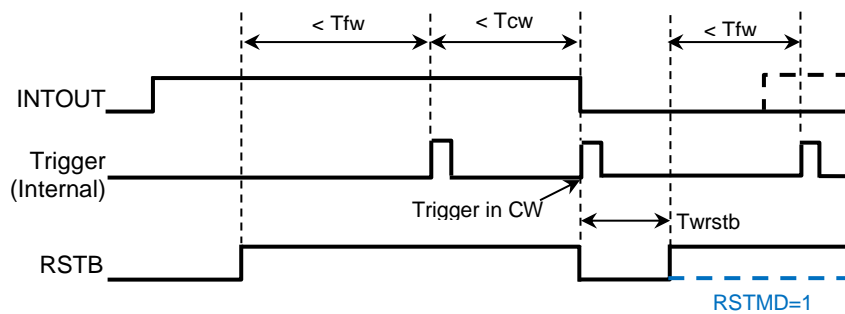 < Tfw
< Tcw
< Tfw
INTOUT
Trigger
(Internal)
Trigger in CW
Twrstb
RSTB
RSTMD=1